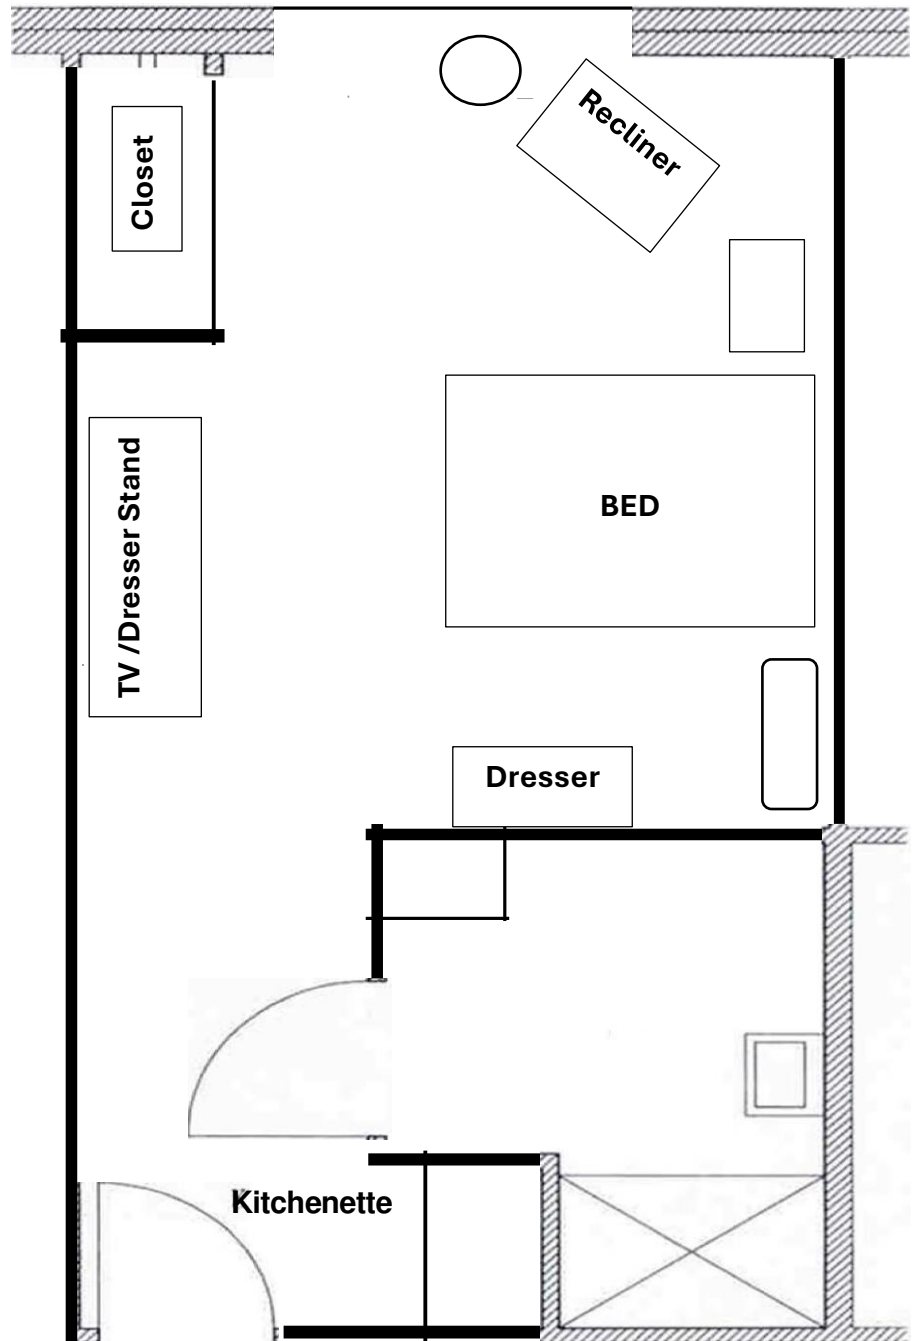 Recliner
Closet
TV /Dresser Stand
BED
Dresser
Kitchenette